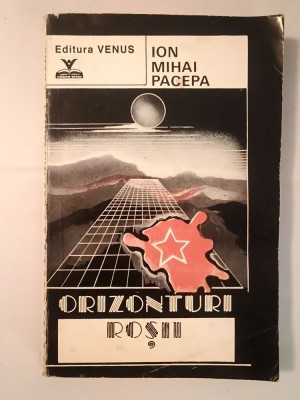 Editura VENUS
ION
MIHAI
PACEPA
ORIZONTURI
ROȘII